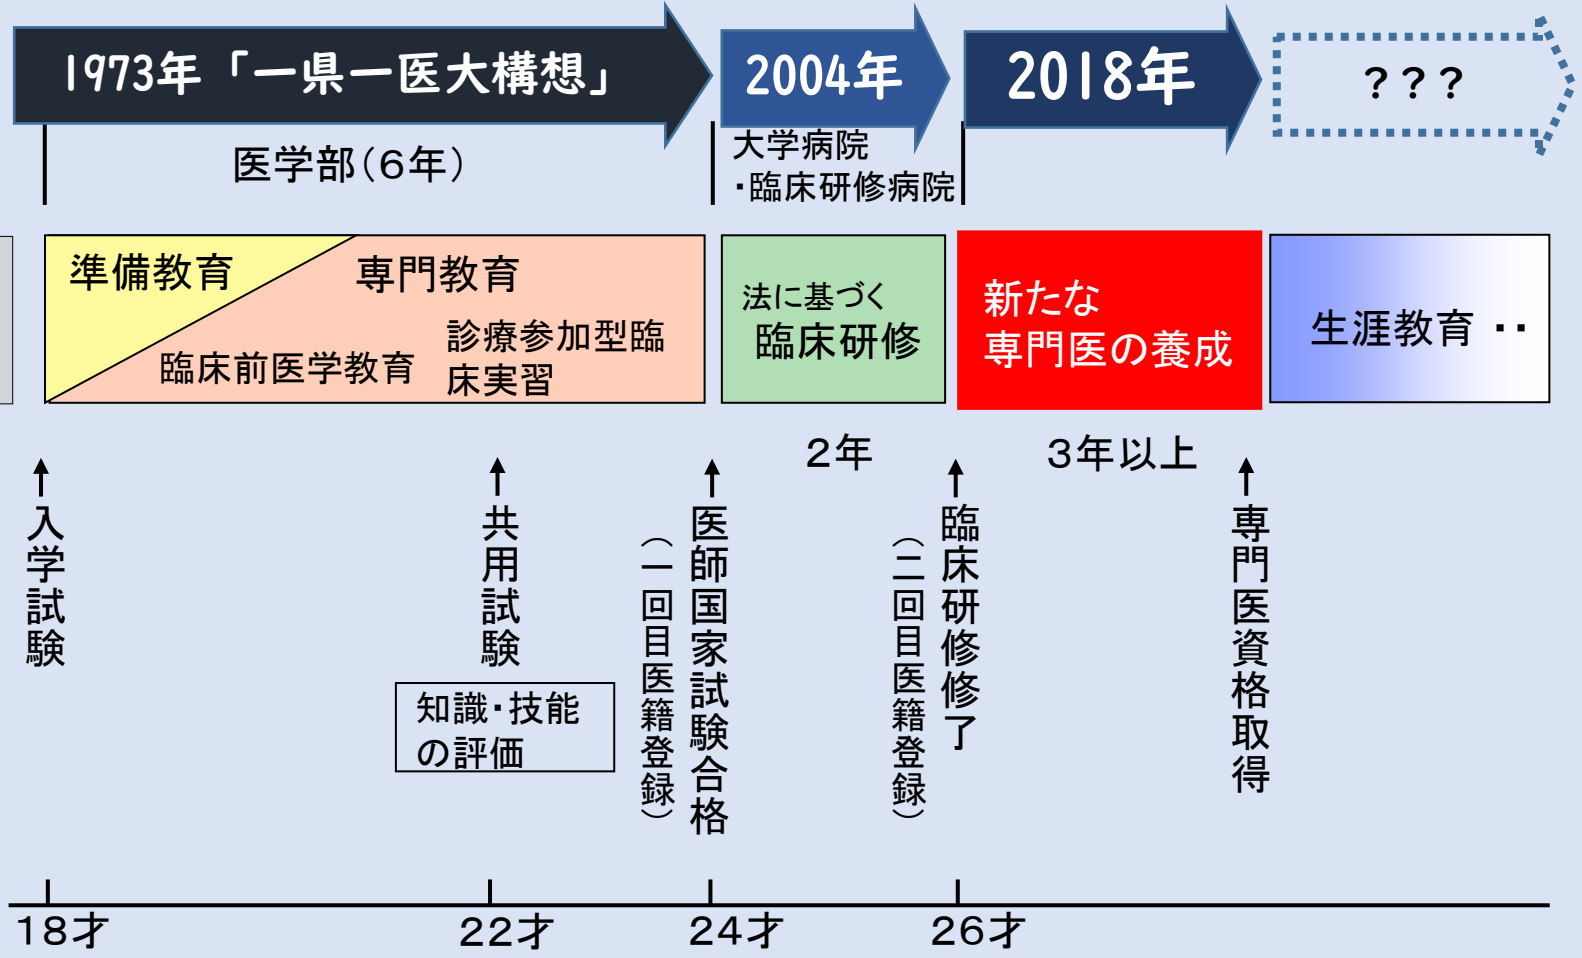 1973年「一県一医大構想」
2004年
2018年
？？？
医学部（６年）
大学病院
・臨床研修病院
準備教育
専門教育
臨床前医学教育
診療参加型臨
床実習
法に基づく
臨床研修
新たな
専門医の養成
生涯教育・・
２年
３年以上
入学試験
共用試験
知識・技能
の評価
医師国家試験合格
（一回目医籍登録）
臨床研修修了
（二回目医籍登録）
専門医資格取得
１８才
２２才
２４才
２６才